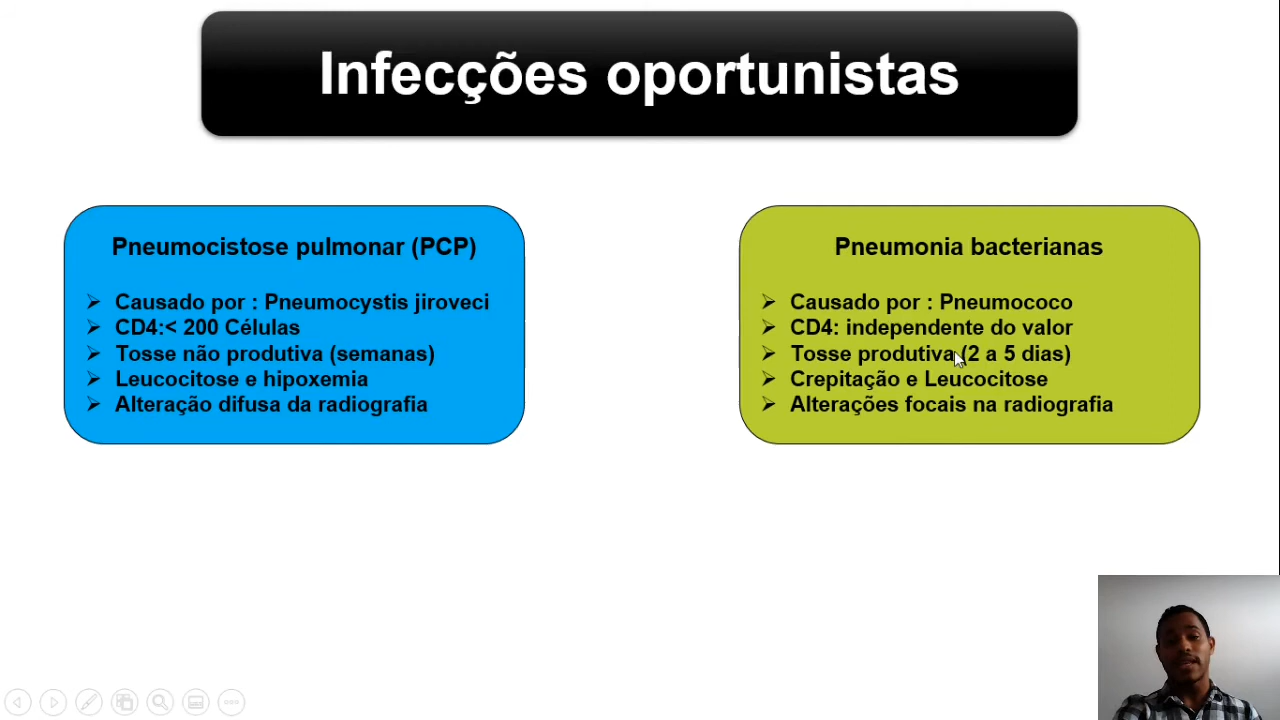 Infecções oportunistas
Pneumocistose pulmonar (PCP)
Causado por : Pneumocystis jiroveci
CD4:< 200 Células
Tosse não produtiva (semanas)
Leucocitose e hipoxemia
Alteração difusa da radiografia
Pneumonia bacterianas
Causado por : Pneumococo
CD4: independente do valor
Tosse produtiva (2 a 5 dias)
Crepitação e Leucocitose
Alterações focais na radiografia